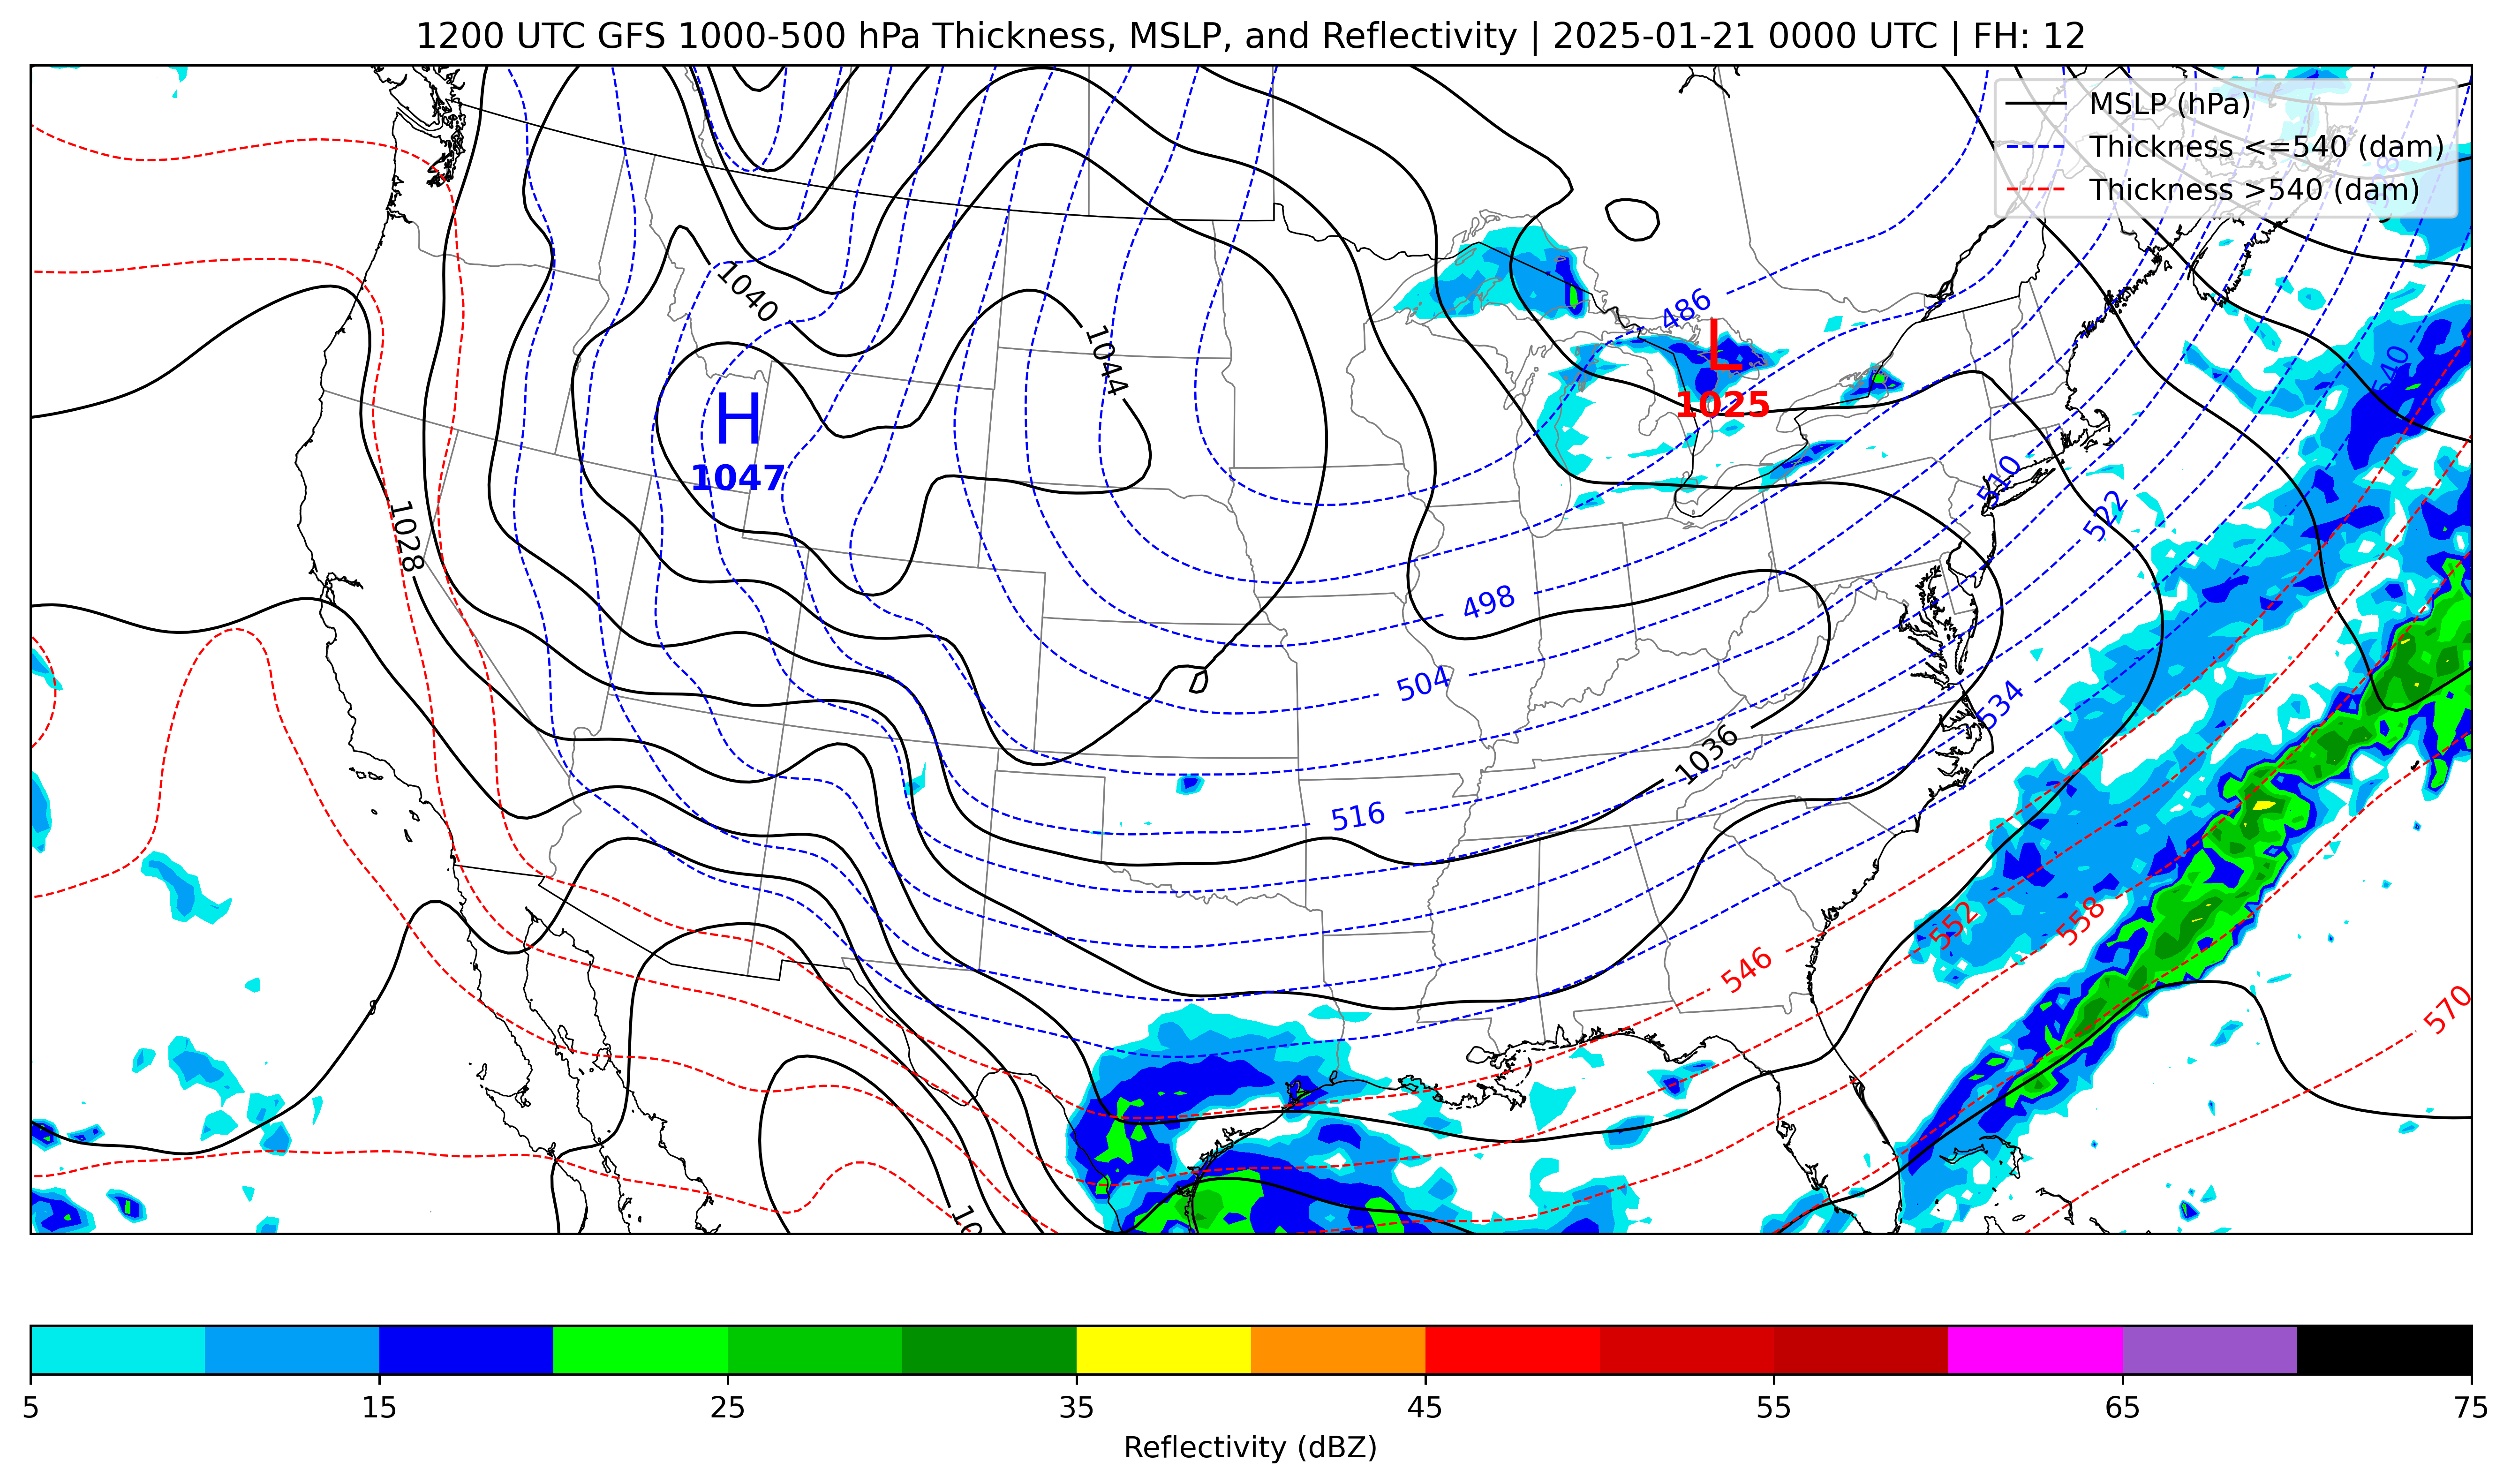 1200 UTC GFS 1000-500 hPa Thickness, MSLP, and Reflectivity | 2025-01-21 0000 UTC | FH: 12
MSLP (hPa)
Thickness <=540 (dam)
Thickness >540 (dam)
1040
486
L
1025
1044
540
H
1047
510
522
1028
498
504
534
1036
516
552
558
546
570
5 15 25 35 45 55 65 75
Reflectivity (dBZ)